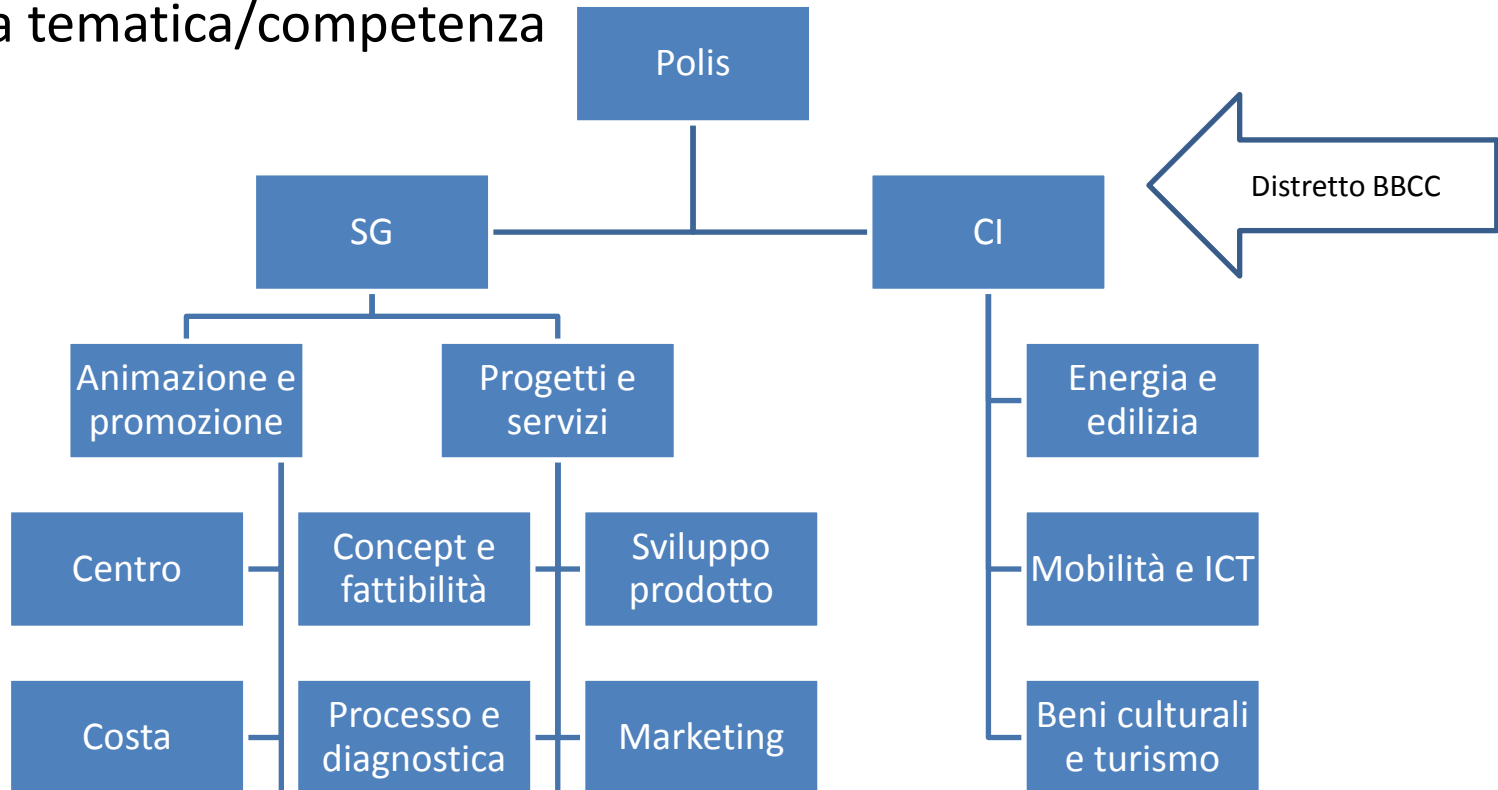 a tematica/competenza
Polis
Distretto BBCC
SG
CI
Animazione e
promozione
Progetti e
servizi
Energia e
edilizia
Centro
Concept e
fattibilità
Sviluppo
prodotto
Mobilità e ICT
Costa
Processo e
diagnostica
Marketing
Beni culturali
e turismo